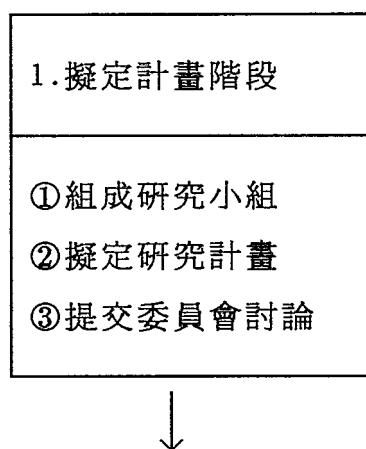 1.擬定計畫階段
①組成研究小組
②擬定研究計畫
③提交委員會討論